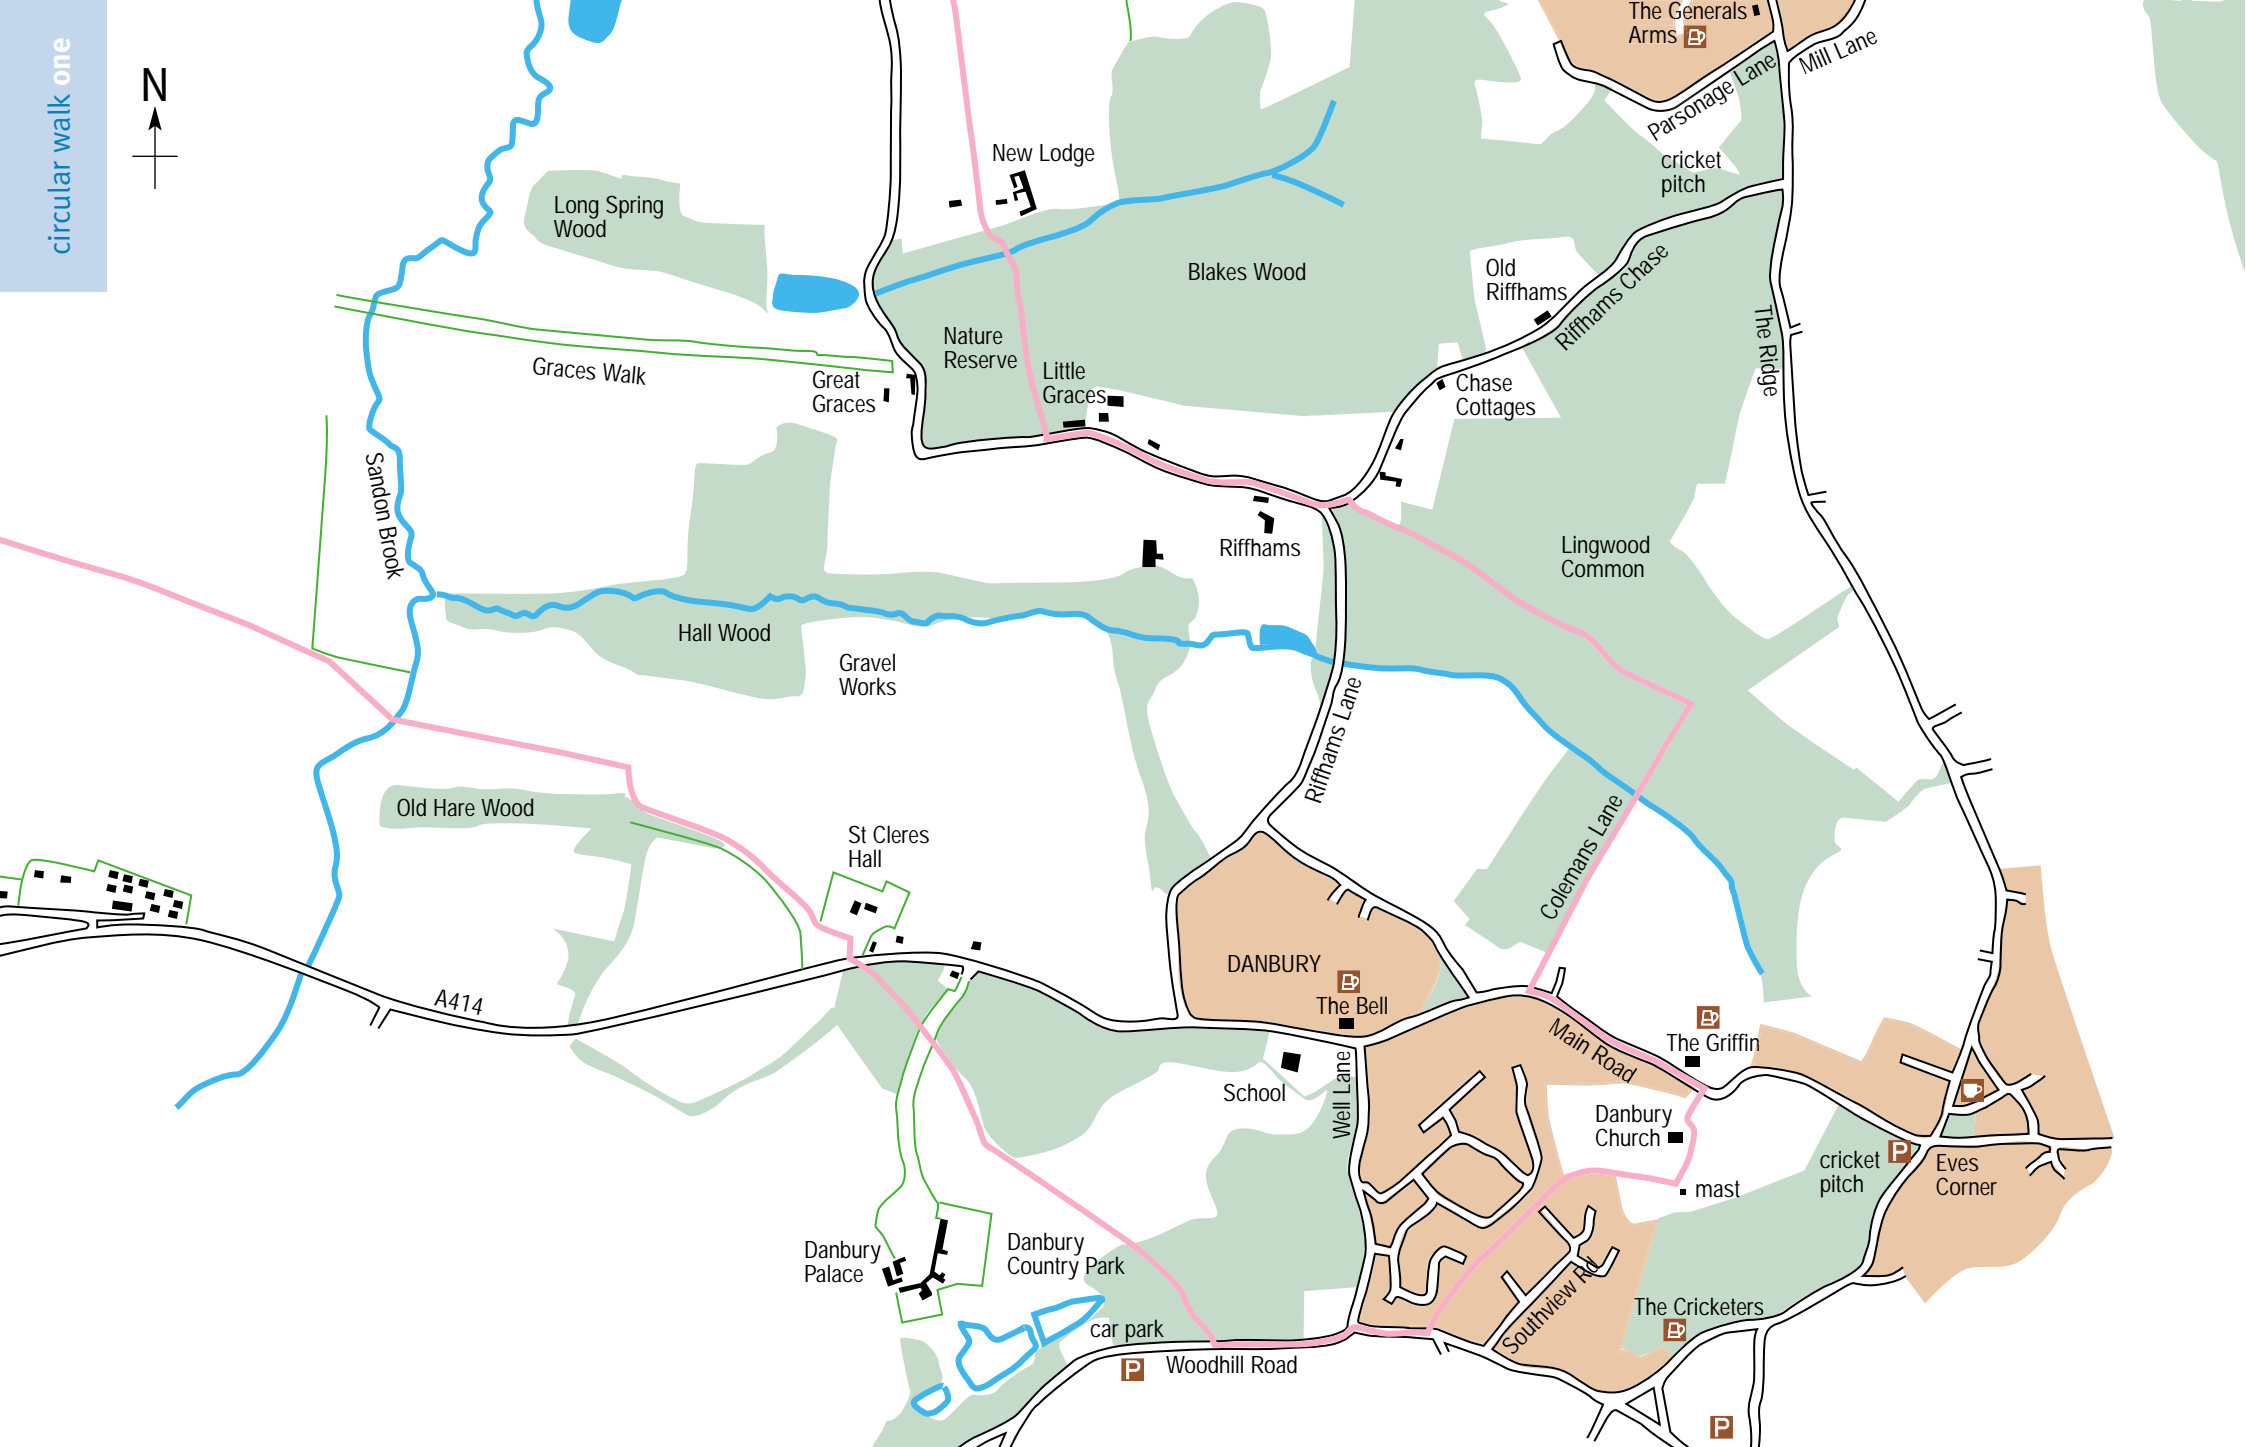 circular walk one
N
The Generals
Arms
Mill Lane
Parsonage Lane
cricket
pitch
New Lodge
Long Spring
Wood
Blakes Wood
Old
Riffhams
Riffhams Chase
The Ridge
Nature
Reserve
Graces Walk
Great
Graces
Little
Graces
Chase
Cottages
Sandon Brook
Riffhams
Lingwood
Common
Hall Wood
Gravel
Works
Riffhams Lane
Old Hare Wood
St Cleres
Hall
Colemans Lane
DANBURY
The Bell
A414
Main Road
The Griffin
School
Well Lane
Danbury
Church
mast
cricket
pitch
P
Eves
Corner
Danbury
Palace
Danbury
Country Park
Southview Rd
The Cricketers
car park
P
Woodhill Road
P